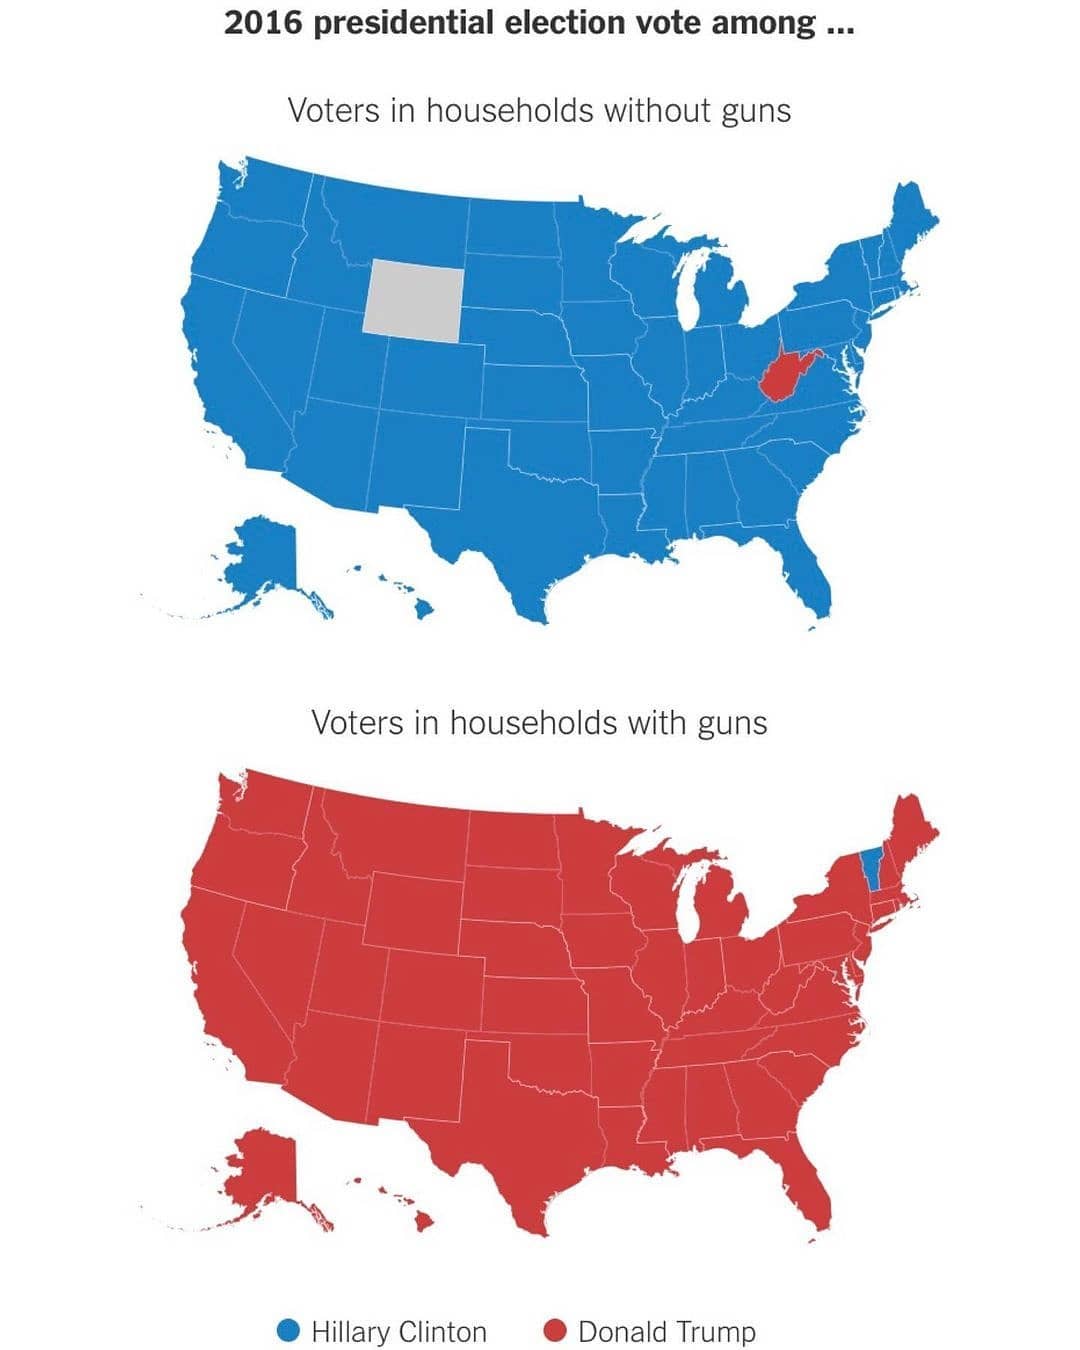 2016 presidential election vote among ...
Voters in households without guns
Voters in households with guns
Hillary Clinton
Donald Trump